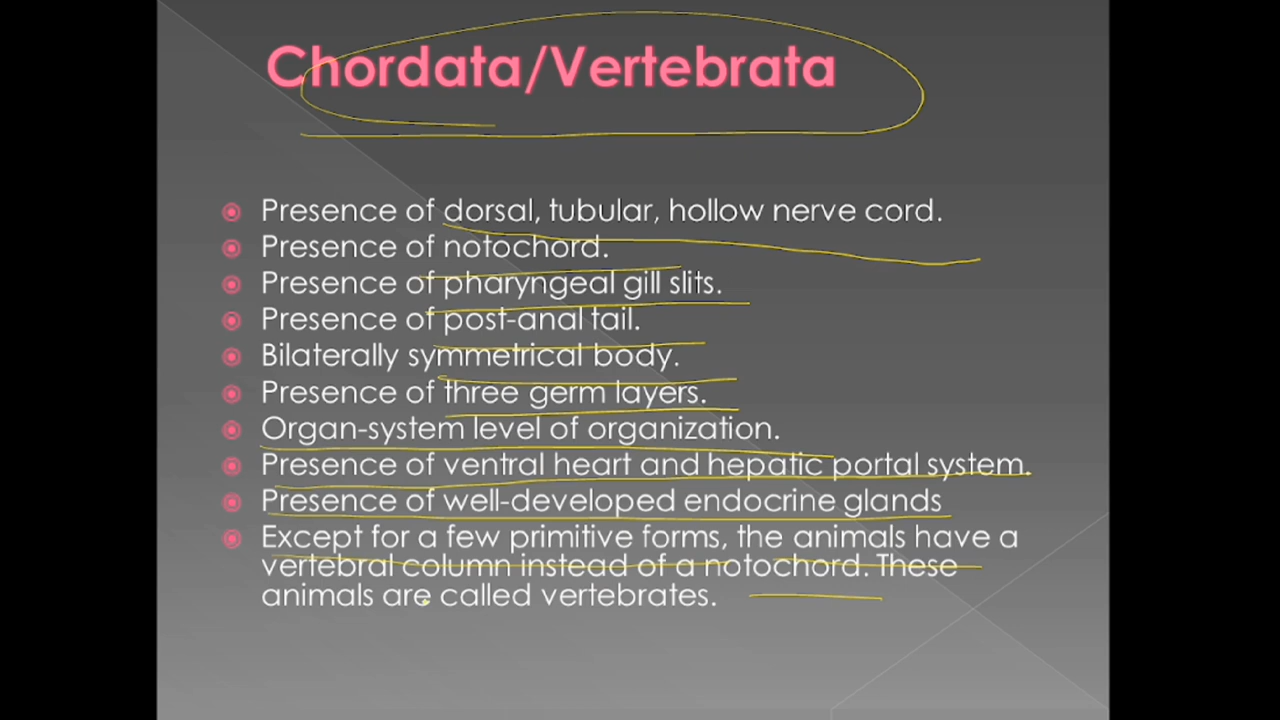 Chordata/Vertebrata
Presence of dorsal, tubular, hollow nerve cord.
Presence of notochord.
Presence of pharyngeal gill slits.
Presence of post-anal tail.
Bilaterally symmetrical body.
Presence of three germ layers.
Organ-system level of organization.
Presence of ventral heart and hepatic portal system.
Presence of well-developed endocrine glands
Except for a few primitive forms, the animals have a
vertebral column instead of a notochord. These
animals are called vertebrates.